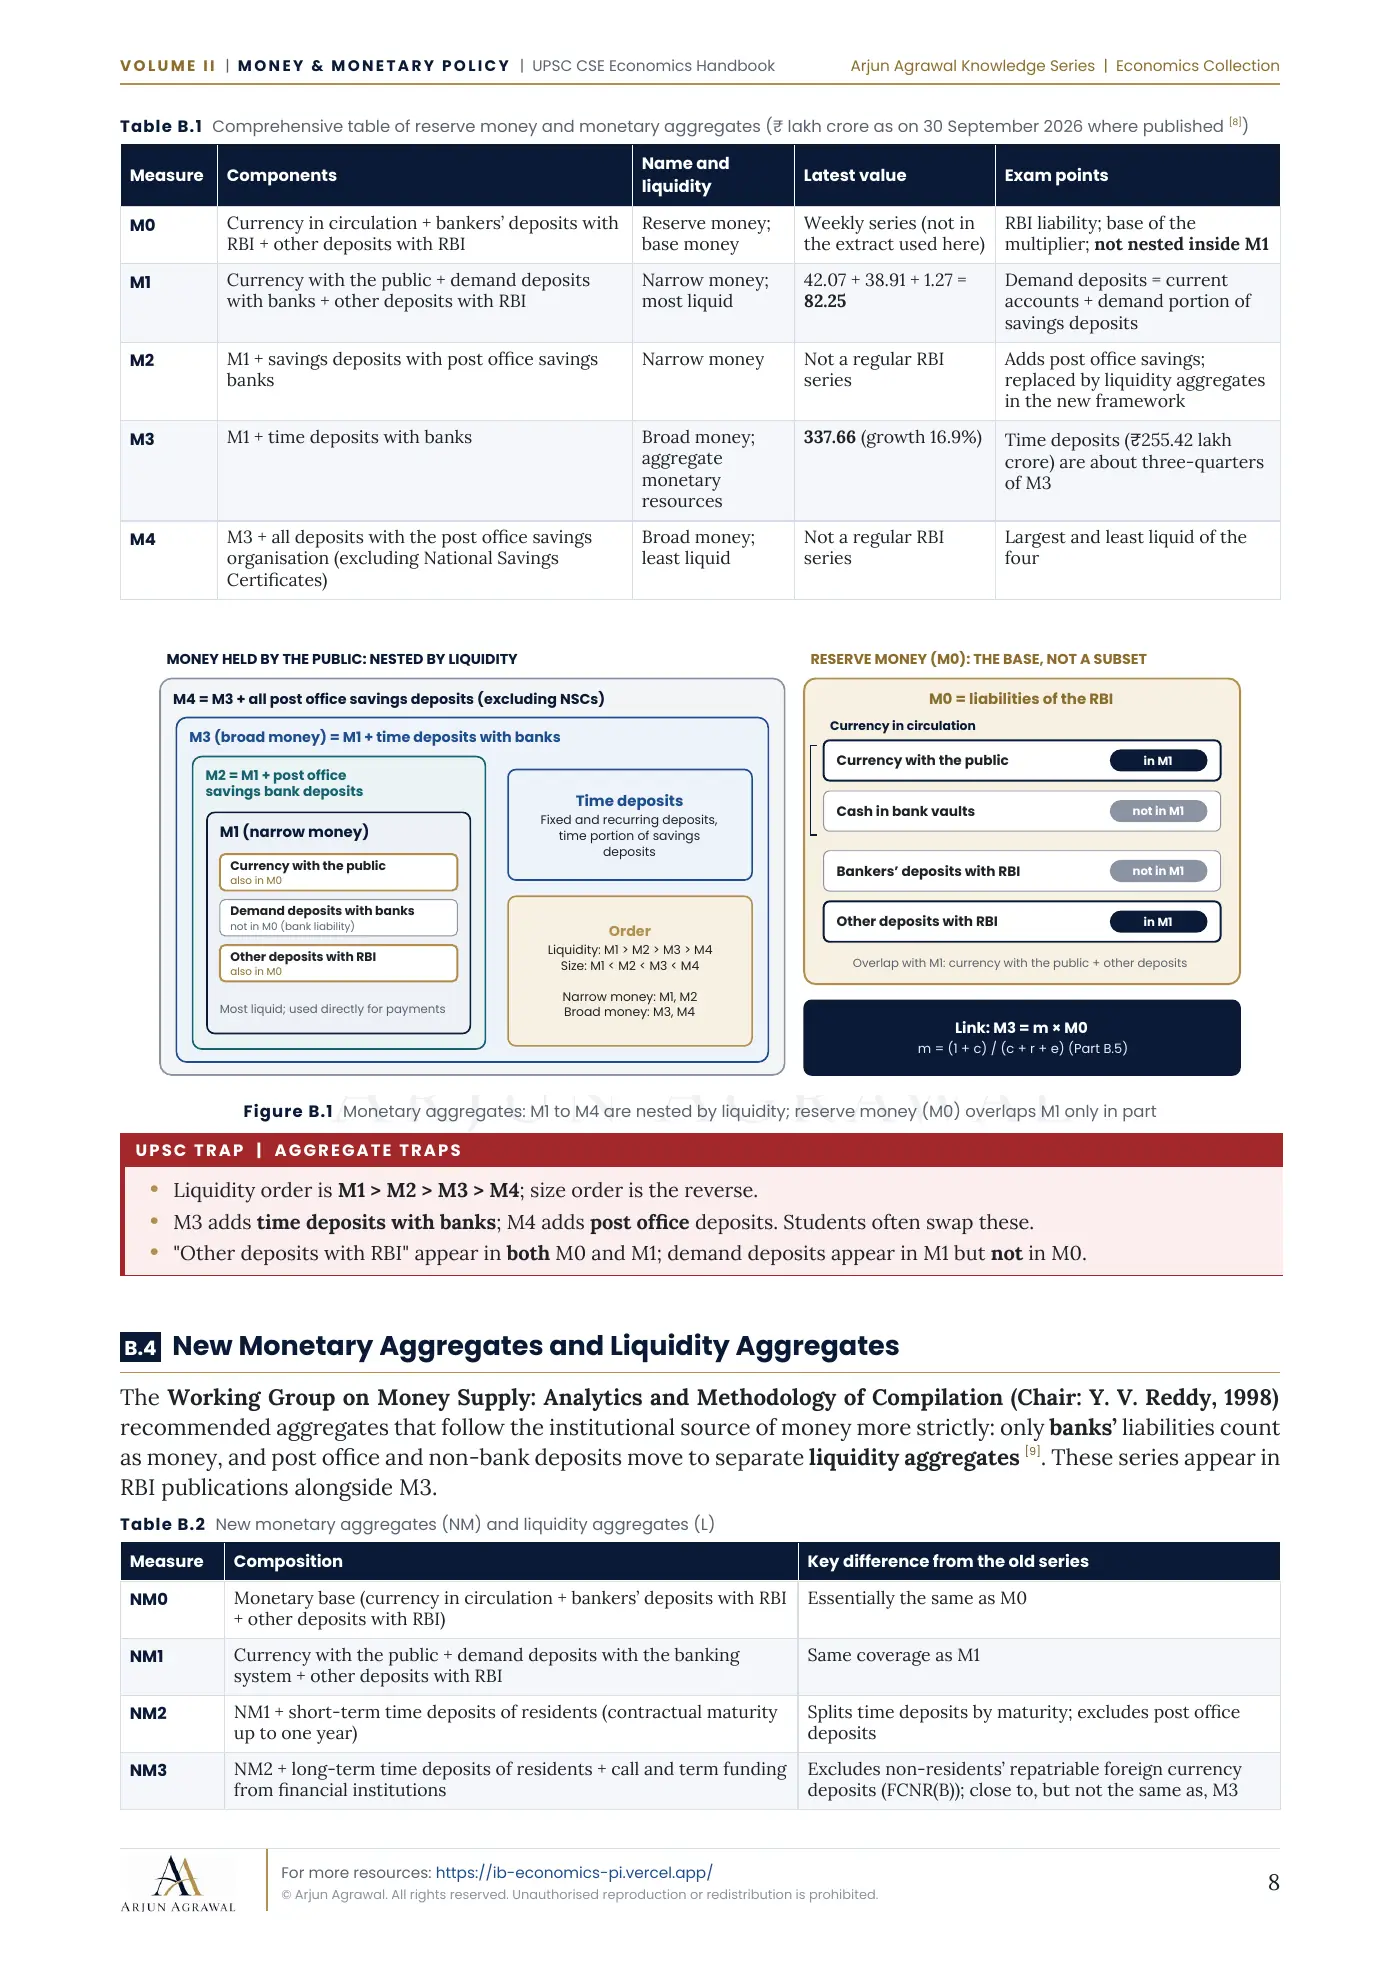 VOLUME II | MONEY & MONETARY POLICY | UPSC CSE Economics Handbook
Arjun Agrawal Knowledge Series | Economics Collection
Table B.1 Comprehensive table of reserve money and monetary aggregates (₹ lakh crore as on 30 September 2026 where published [8])
Measure
Components
Name and
liquidity
Latest value
Exam points
M0
Currency in circulation + bankers’ deposits with
RBI + other deposits with RBI
Reserve money;
base money
Weekly series (not in
the extract used here)
RBI liability; base of the
multiplier; not nested inside M1
M1
Currency with the public + demand deposits
with banks + other deposits with RBI
Narrow money;
most liquid
42.07 + 38.91 + 1.27 =
82.25
Demand deposits = current
accounts + demand portion of
savings deposits
M2
M1 + savings deposits with post office savings
banks
Narrow money
Not a regular RBI
series
Adds post office savings;
replaced by liquidity aggregates
in the new framework
M3
M1 + time deposits with banks
Broad money;
aggregate
monetary
resources
337.66 (growth 16.9%)
Time deposits (₹255.42 lakh
crore) are about three-quarters
of M3
M4
M3 + all deposits with the post office savings
organisation (excluding National Savings
Certificates)
Broad money;
least liquid
Not a regular RBI
series
Largest and least liquid of the
four
MONEY HELD BY THE PUBLIC: NESTED BY LIQUIDITY
M4 = M3 + all post office savings deposits (excluding NSCs)
M3 (broad money) = M1 + time deposits with banks
M2 = M1 + post office
savings bank deposits
M1 (narrow money)
Currency with the public
also in M0
Demand deposits with banks
not in M0 (bank liability)
Other deposits with RBI
also in M0
Most liquid; used directly for payments
Time deposits
Fixed and recurring deposits,
time portion of savings
deposits
Order
Liquidity: M1 > M2 > M3 > M4
Size: M1 < M2 < M3 < M4
Narrow money: M1, M2
Broad money: M3, M4
RESERVE MONEY (M0): THE BASE, NOT A SUBSET
M0 = liabilities of the RBI
Currency in circulation
Currency with the public
in M1
Cash in bank vaults
not in M1
Bankers’ deposits with RBI
not in M1
Other deposits with RBI
in M1
Overlap with M1: currency with the public + other deposits
Link: M3 = m × M0
m = (1 + c) / (c + r + e) (Part B.5)
ARJUN AGRAWAL
Figure B.1 Monetary aggregates: M1 to M4 are nested by liquidity; reserve money (M0) overlaps M1 only in part
UPSC TRAP | AGGREGATE TRAPS
• Liquidity order is M1 > M2 > M3 > M4; size order is the reverse.
• M3 adds time deposits with banks; M4 adds post office deposits. Students often swap these.
• "Other deposits with RBI" appear in both M0 and M1; demand deposits appear in M1 but not in M0.
B.4 New Monetary Aggregates and Liquidity Aggregates
The Working Group on Money Supply: Analytics and Methodology of Compilation (Chair: Y. V. Reddy, 1998)
recommended aggregates that follow the institutional source of money more strictly: only banks’ liabilities count
as money, and post office and non-bank deposits move to separate liquidity aggregates [9]. These series appear in
RBI publications alongside M3.
Table B.2 New monetary aggregates (NM) and liquidity aggregates (L)
Measure
Composition
Key difference from the old series
NM0
Monetary base (currency in circulation + bankers’ deposits with RBI
+ other deposits with RBI)
Essentially the same as M0
NM1
Currency with the public + demand deposits with the banking
system + other deposits with RBI
Same coverage as M1
NM2
NM1 + short-term time deposits of residents (contractual maturity
up to one year)
Splits time deposits by maturity; excludes post office
deposits
NM3
NM2 + long-term time deposits of residents + call and term funding
from financial institutions
Excludes non-residents’ repatriable foreign currency
deposits (FCNR(B)); close to, but not the same as, M3
ARJUN AGRAWAL
For more resources: https://ib-economics-pi.vercel.app/
© Arjun Agrawal. All rights reserved. Unauthorised reproduction or redistribution is prohibited.
8